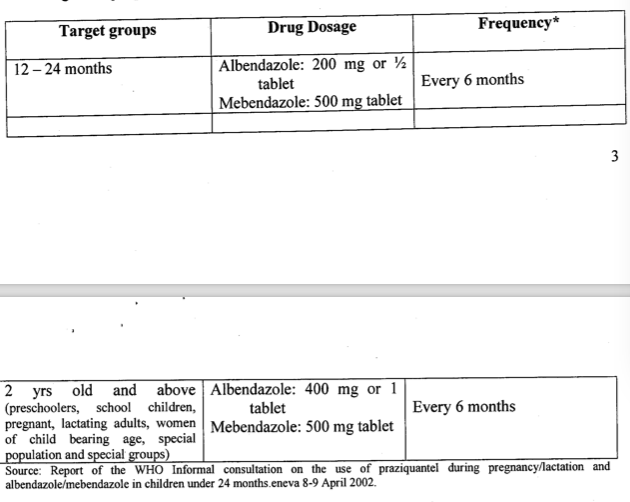 Target groups Drug Dosage Frequency*
12 – 24 months Albendazole: 200 mg or ½
tablet Every 6 months
Mebendazole: 500 mg tablet
3
2 yrs old and above Albendazole: 400 mg or 1
(preschoolers, school children, tablet Every 6 months
pregnant, lactating adults, women Mebendazole: 500 mg tablet
of child bearing age, special
population and special groups)
Source: Report of the WHO Informal consultation on the use of praziquantel during pregnancy/lactation and
albendazole/mebendazole in children under 24 months.eneva 8-9 April 2002.